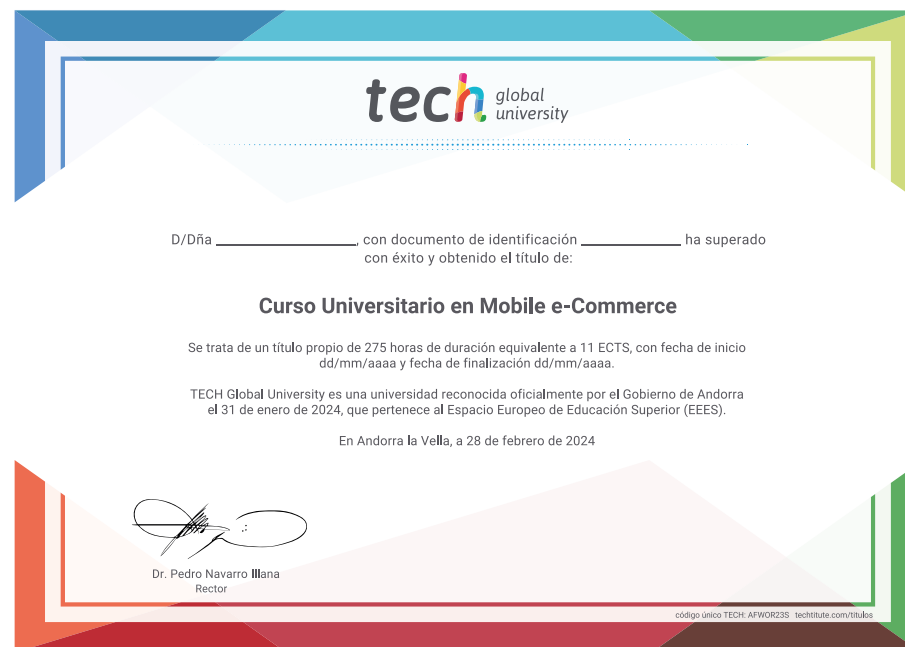 tech global university
D/Dña ____________________, con documento de identificación ______________ ha superado
con éxito y obtenido el título de:
Curso Universitario en Mobile e-Commerce
Se trata de un título propio de 275 horas de duración equivalente a 11 ECTS, con fecha de inicio
dd/mm/aaaa y fecha de finalización dd/mm/aaaa.
TECH Global University es una universidad reconocida oficialmente por el Gobierno de Andorra
el 31 de enero de 2024, que pertenece al Espacio Europeo de Educación Superior (EEES).
En Andorra la Vella, a 28 de febrero de 2024
Dr. Pedro Navarro Illana
Rector
código único TECH: AFWOR23S techtitute.com/titulos